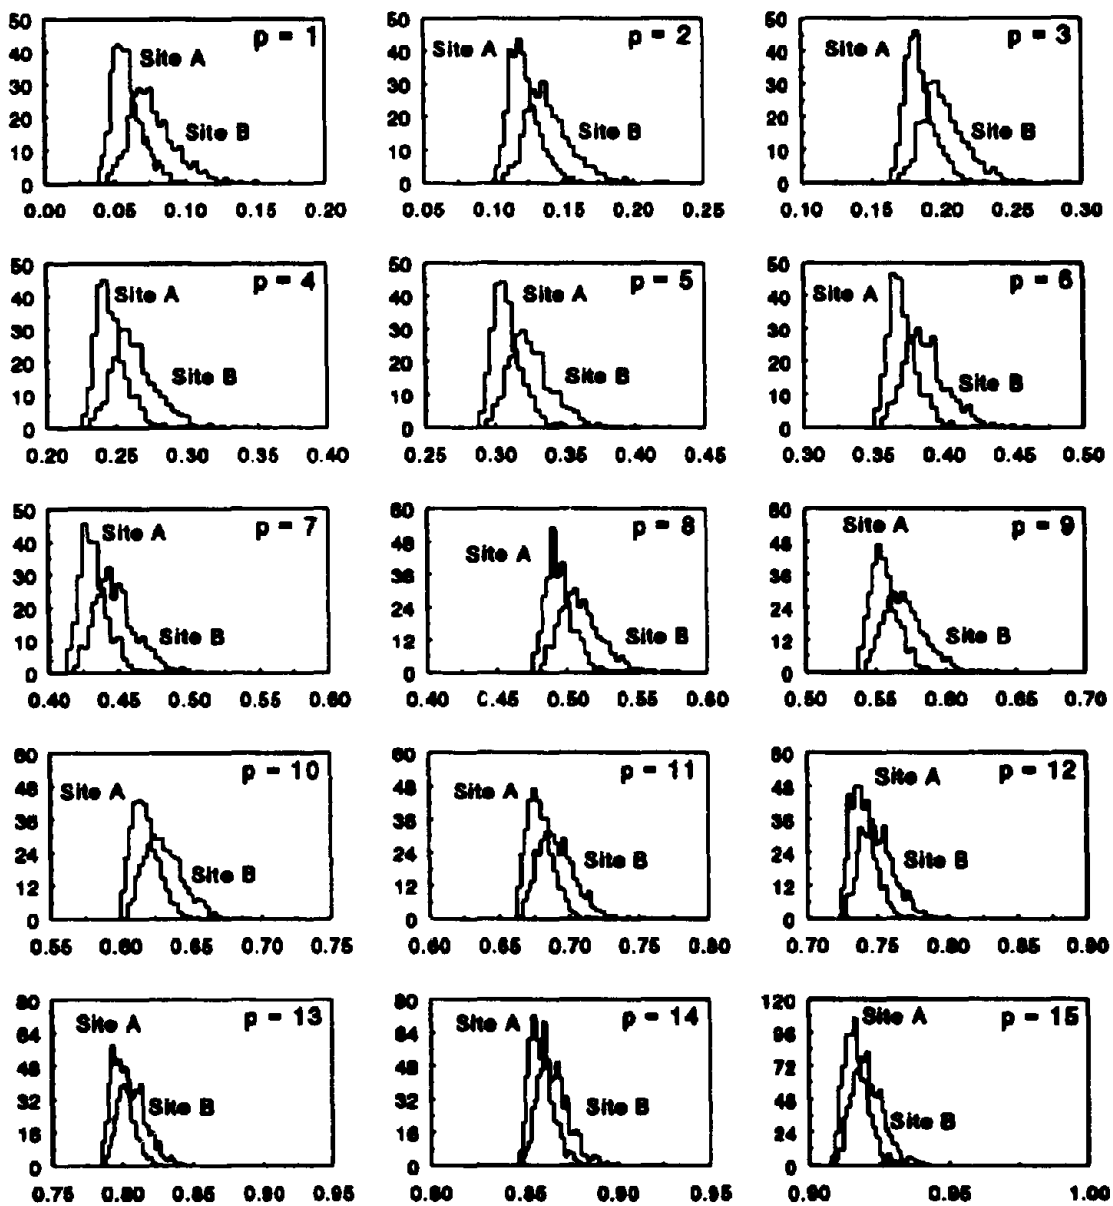 50 p = 1
40 Site A
30
20 Site B
10
0
0.00 0.05 0.10 0.15 0.20
50 p = 2
40 Site A
30
20 Site B
10
0
0.05 0.10 0.15 0.20 0.25
50 p = 3
40 Site A
30
20 Site B
10
0
0.10 0.15 0.20 0.25 0.30
50 p = 4
40 Site A
30
20 Site B
10
0
0.20 0.25 0.30 0.35 0.40
50 p = 5
40 Site A
30
20 Site B
10
0
0.25 0.30 0.35 0.40 0.45
50 p = 6
40 Site A
30
20 Site B
10
0
0.30 0.35 0.40 0.45 0.50
50 p = 7
40 Site A
30
20 Site B
10
0
0.40 0.45 0.50 0.55 0.60
60 p = 8
48 Site A
36
24 Site B
12
0
0.40 0.45 0.50 0.55 0.60
60 p = 9
48 Site A
36
24 Site B
12
0
0.50 0.55 0.60 0.65 0.70
60 p = 10
48 Site A
36
24 Site B
12
0
0.55 0.60 0.65 0.70 0.75
60 p = 11
48 Site A
36
24 Site B
12
0
0.60 0.65 0.70 0.75 0.80
60 p = 12
48 Site A
36
24 Site B
12
0
0.70 0.75 0.80 0.85 0.90
80 p = 13
64 Site A
48
32 Site B
16
0
0.75 0.80 0.85 0.90 0.95
80 p = 14
64 Site A
48
32 Site B
16
0
0.80 0.85 0.90 0.95
120 p = 15
96 Site A
72
48 Site B
24
0
0.90 0.95 1.00